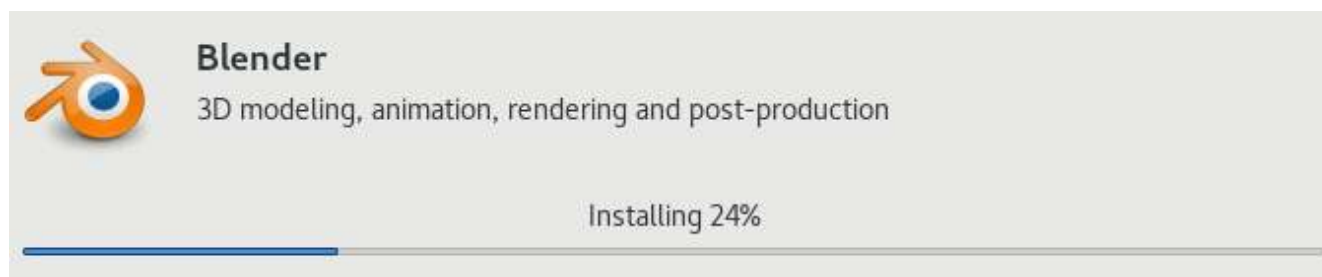 Blender
3D modeling, animation, rendering and post-production
Installing 24%